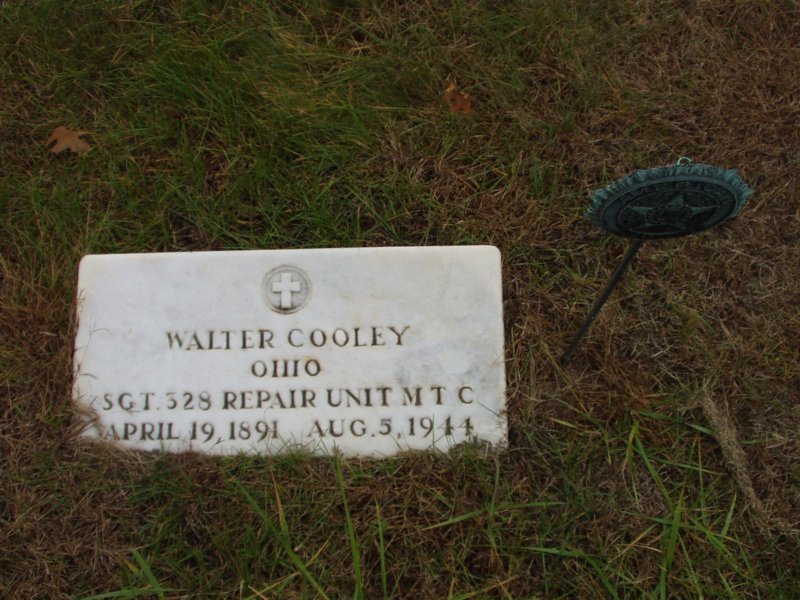 WALTER COOLEY
OHIO
SGT. 328 REPAIR UNIT M T C
APRIL 19, 1891 AUG. 5, 1944